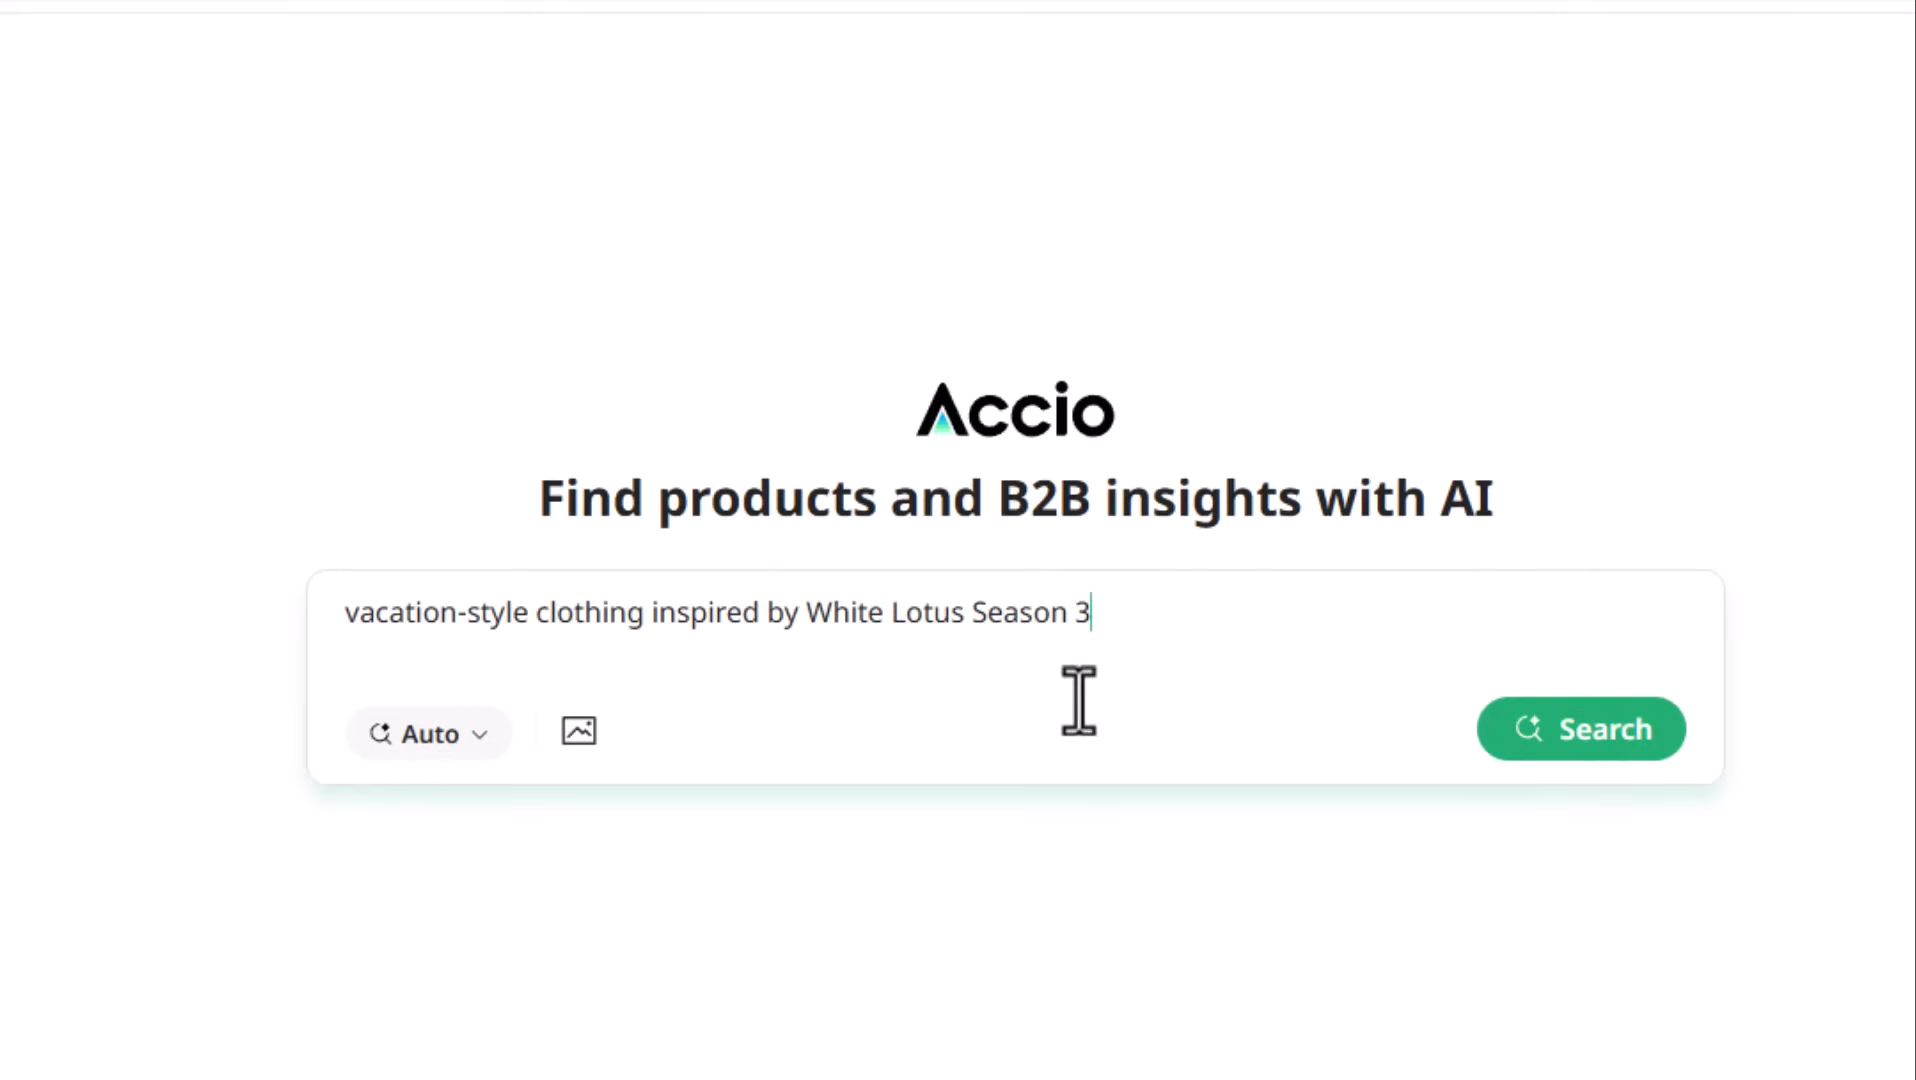 Accio
Find products and B2B insights with AI
vacation-style clothing inspired by White Lotus Season 3
Auto
Search